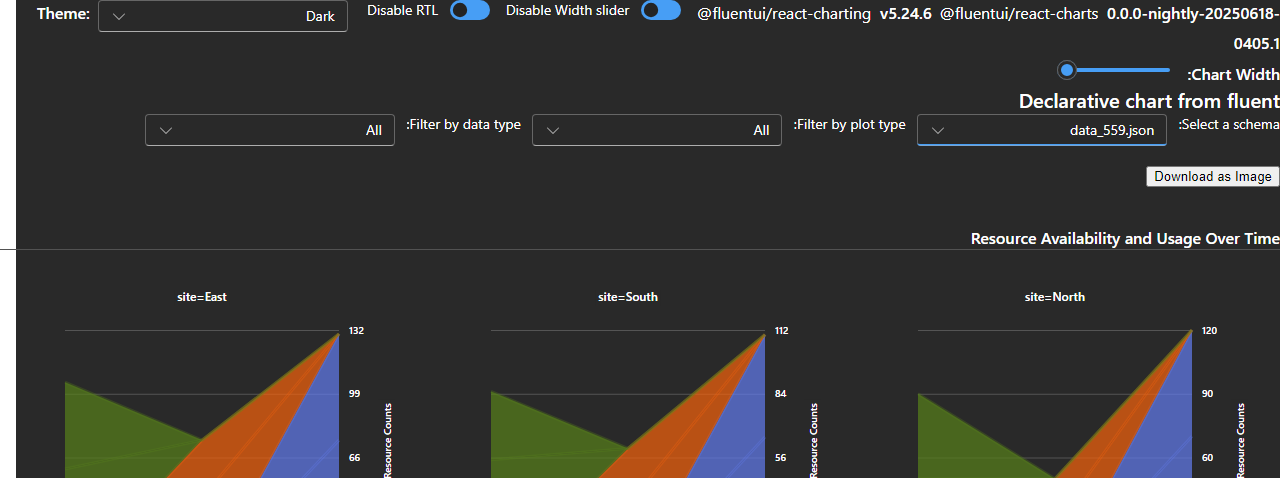 Theme: Dark Disable RTL Disable Width slider @fluentui/react-charting v5.24.6 @fluentui/react-charts 0.0.0-nightly-20250618-
0405.1
:Chart Width
Declarative chart from fluent
All :Filter by data type All :Filter by plot type data_559.json :Select a schema
Download as Image
Resource Availability and Usage Over Time
site=East site=South site=North
132 112 120
99 84 90
Resource Counts Resource Counts Resource Counts
66 56 60